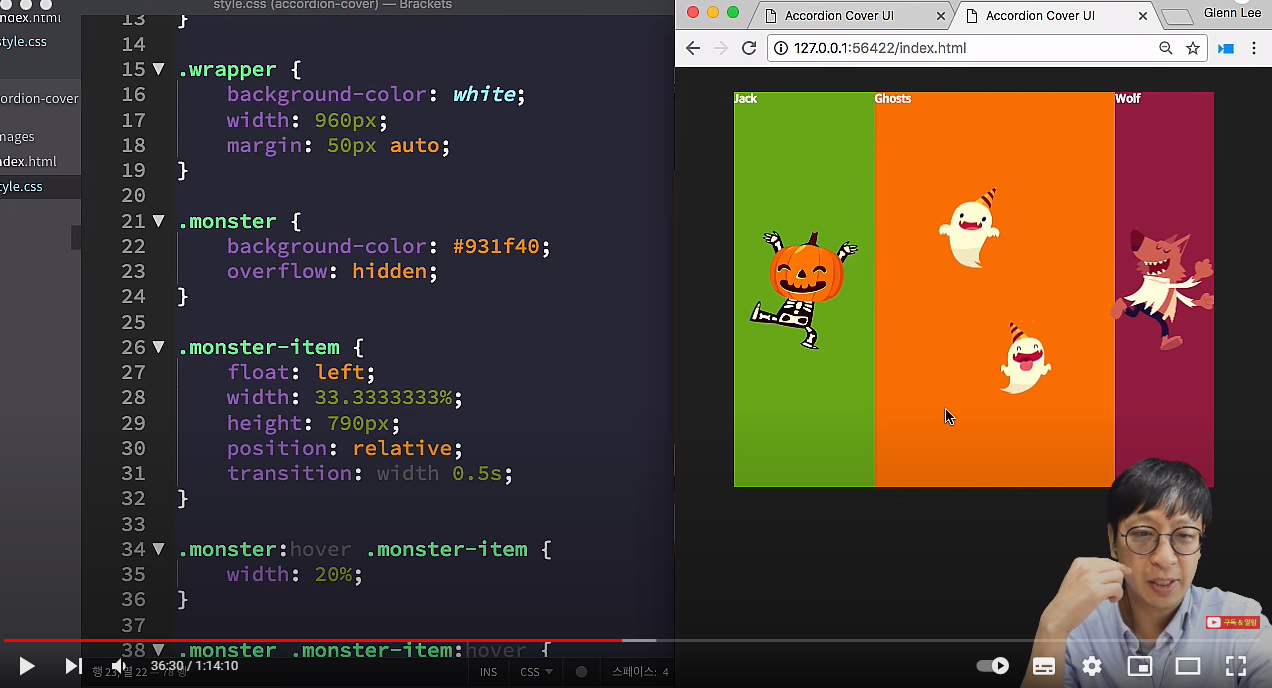 style.css (accordion-cover) — Brackets
index.html
style.css
ordion-cover
mages
ndex.html
tyle.css
13 }
14
15 .wrapper {
16 background-color: white;
17 width: 960px;
18 margin: 50px auto;
19 }
20
21 .monster {
22 background-color: #931f40;
23 overflow: hidden;
24 }
25
26 .monster-item {
27 float: left;
28 width: 33.3333333%;
29 height: 790px;
30 position: relative;
31 transition: width 0.5s;
32 }
33
34 .monster:hover .monster-item {
35 width: 20%;
36 }
37
38 .monster .monster-item:hover {
행 23, 열 22 — 78 행
INS CSS 스페이스: 4
36:30 / 1:14:10
Accordion Cover UI
Accordion Cover UI
Glenn Lee
127.0.0.1:56422/index.html
Jack
Ghosts
Wolf
구독 & 알람